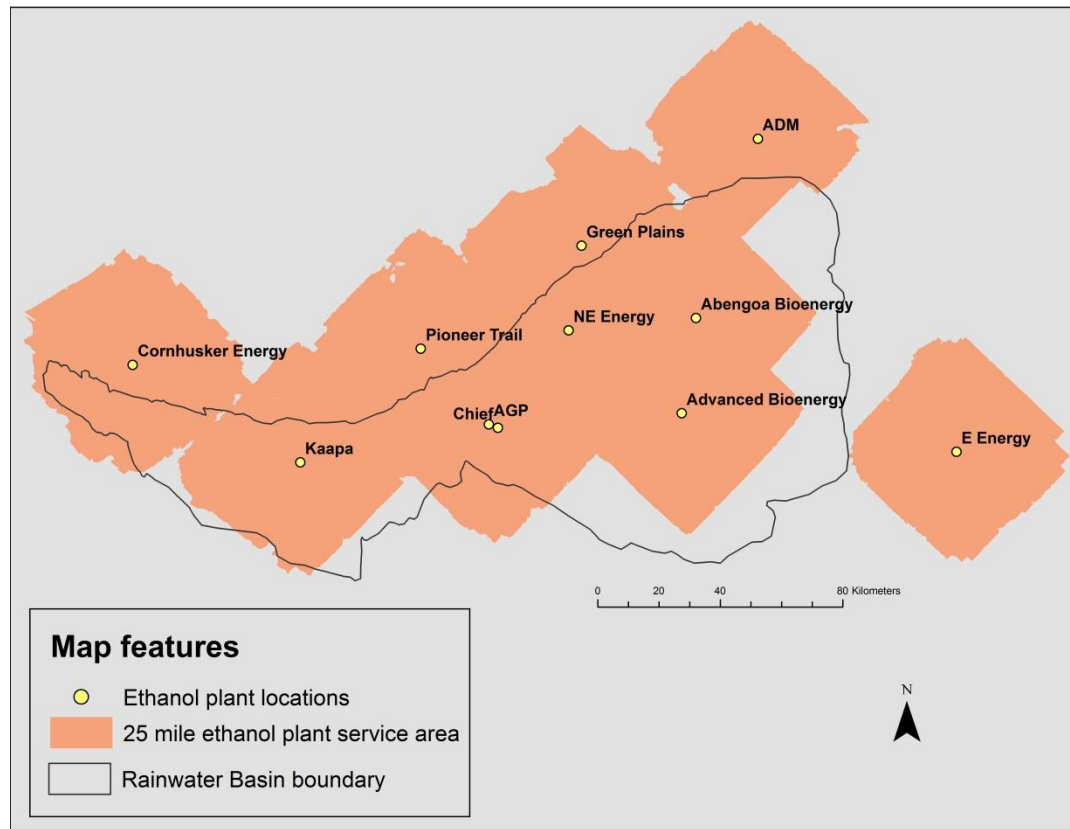 ADM
Green Plains
Abengoa Bioenergy
NE Energy
Pioneer Trail
Cornhusker Energy
Advanced Bioenergy
Chief AGP
E Energy
Kaapa
0 20 40 80 Kilometers
Map features
Ethanol plant locations
25 mile ethanol plant service area
Rainwater Basin boundary
N